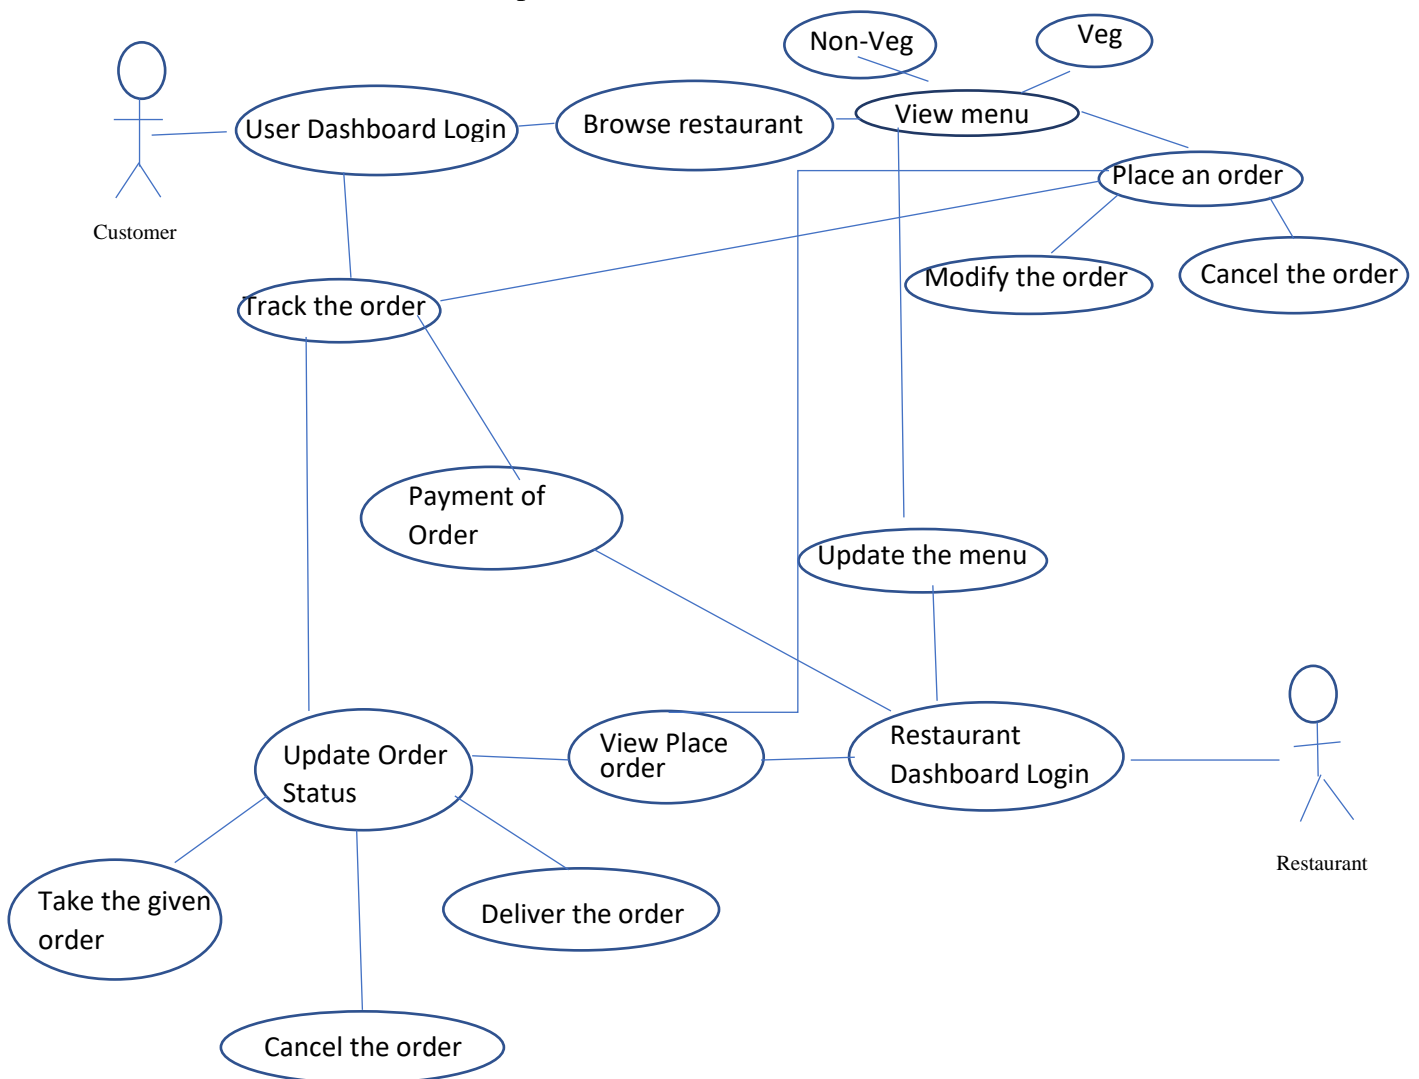 Non-Veg
Veg
User Dashboard Login
Browse restaurant
View menu
Place an order
Customer
Modify the order
Cancel the order
Track the order
Payment of
Order
Update the menu
Update Order
Status
View Place
order
Restaurant
Dashboard Login
Restaurant
Take the given
order
Deliver the order
Cancel the order